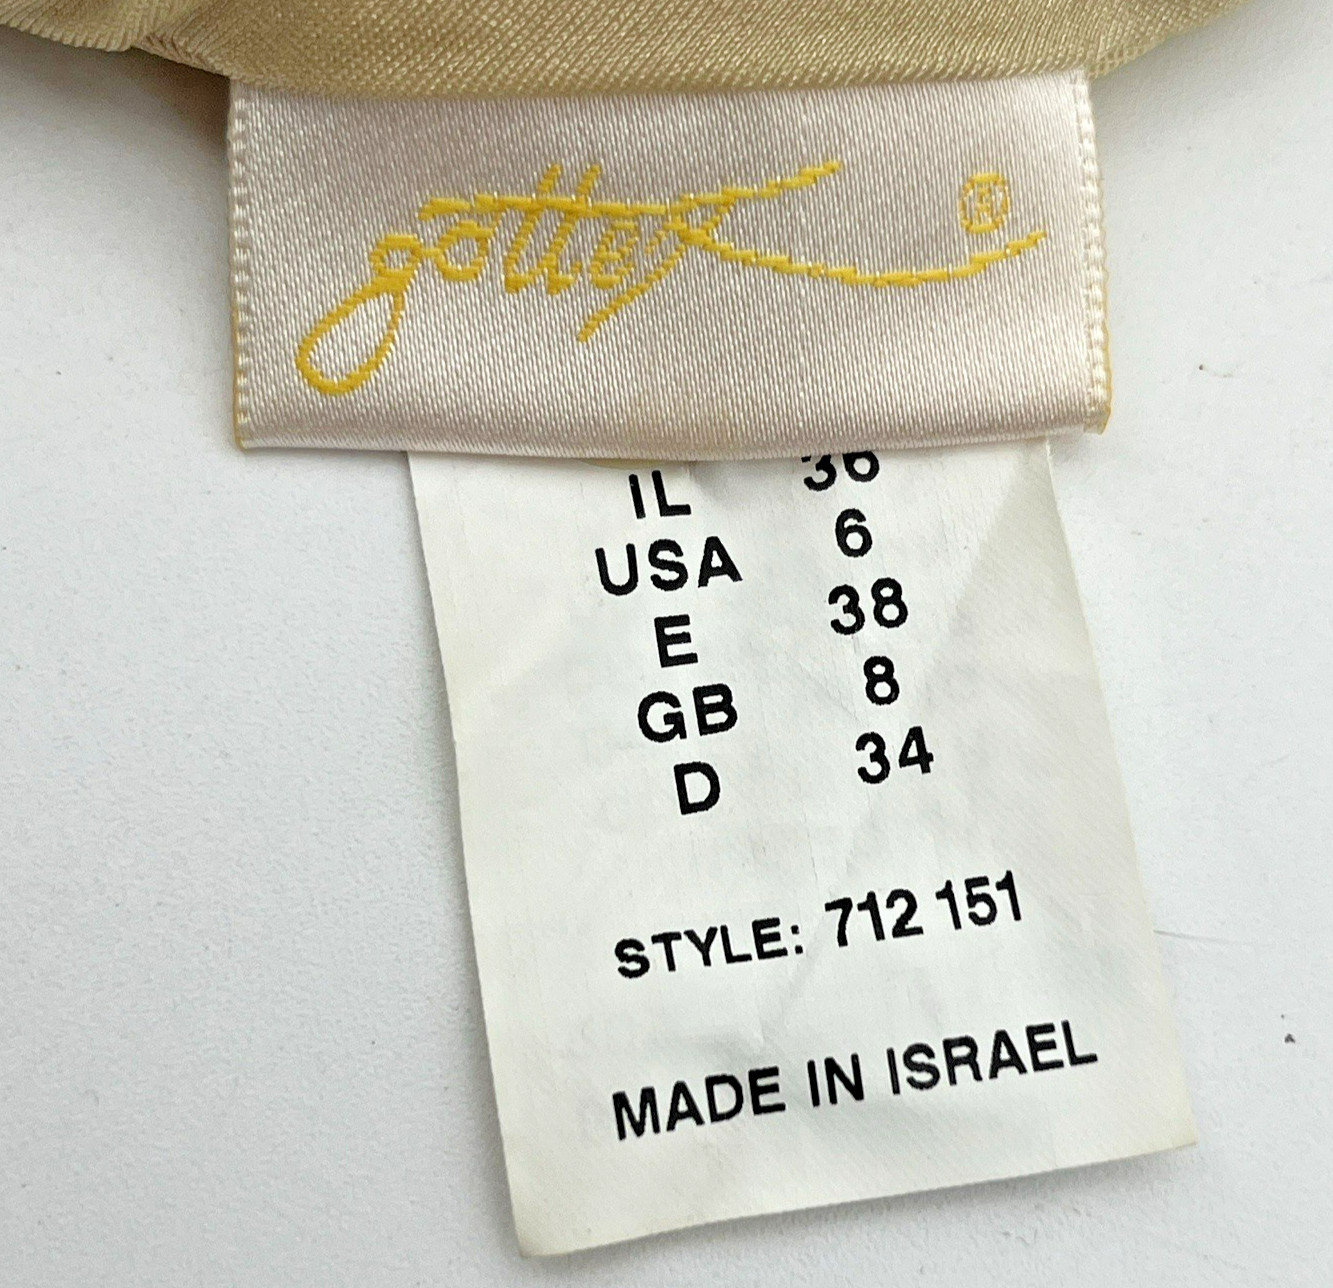 gottex ®
IL 36
USA 6
E 38
GB 8
D 34
STYLE: 712 151
MADE IN ISRAEL